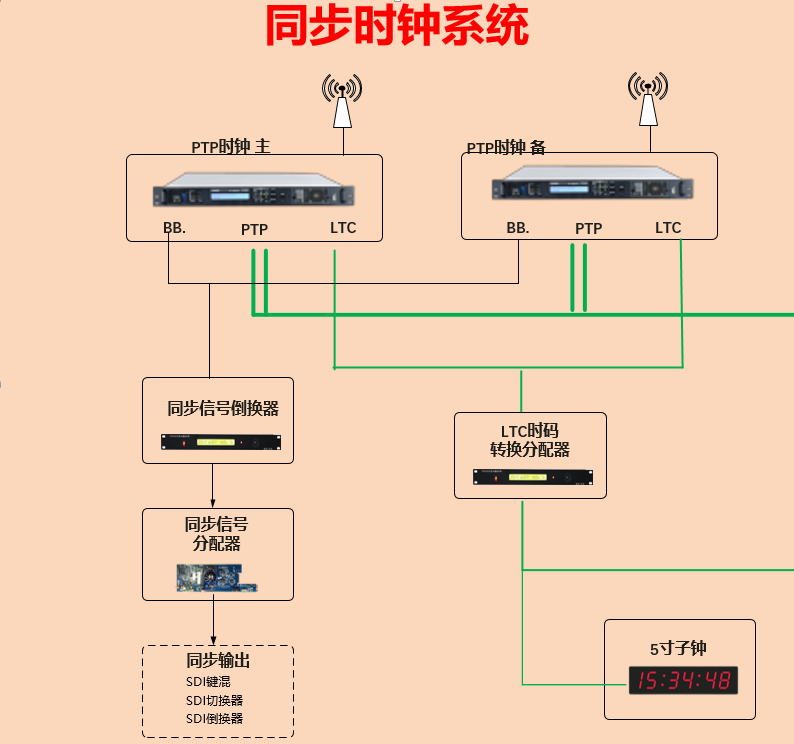 同步时钟系统
PTP时钟 主
PTP时钟 备
BB.
PTP
LTC
BB.
PTP
LTC
同步信号倒换器
LTC时码
转换分配器
同步信号
分配器
同步输出
SDI键混
SDI切换器
SDI倒换器
5寸子钟
15:34:48